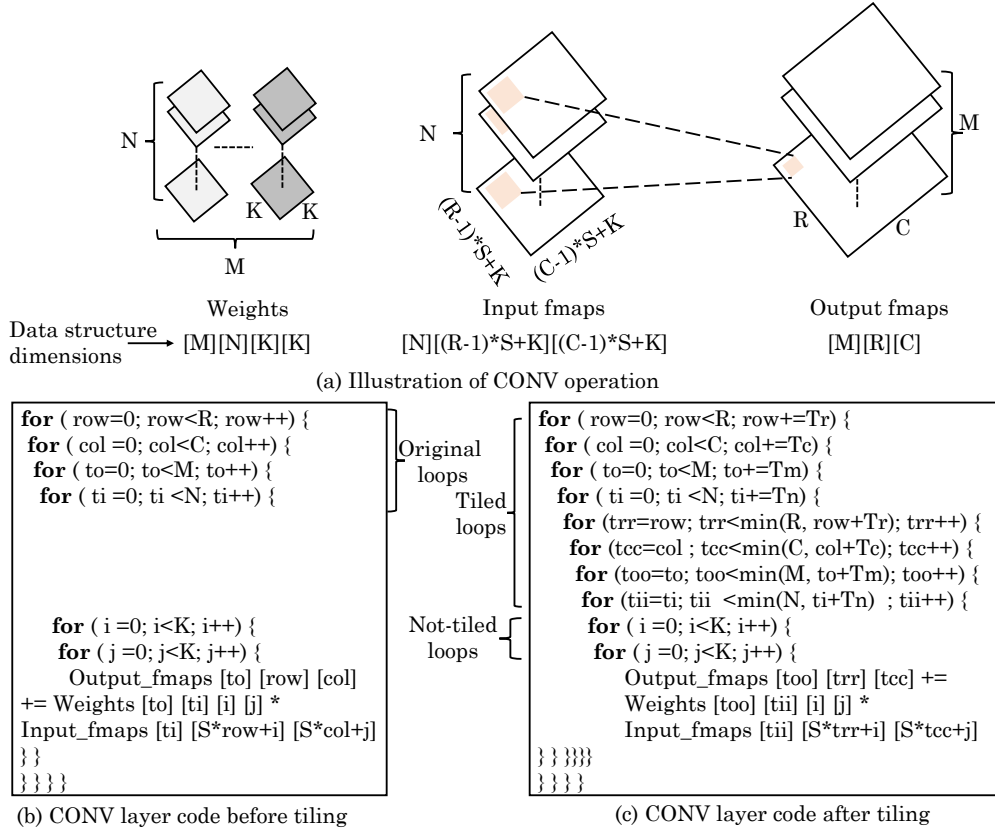 N
K
K
M
N
(R-1)*S+K
(C-1)*S+K
M
R
C
Weights
Input fmaps
Output fmaps
Data structure
dimensions
[M][N][K][K]
[N][(R-1)*S+K][(C-1)*S+K]
[M][R][C]
(a) Illustration of CONV operation
for ( row=0; row<R; row++) {
for ( col =0; col<C; col++) {
for ( to=0; to<M; to++) {
for ( ti =0; ti <N; ti++) {
for ( i =0; i<K; i++) {
for ( j =0; j<K; j++) {
Output_fmaps [to] [row] [col]
+= Weights [to] [ti] [i] [j] *
Input_fmaps [ti] [S*row+i] [S*col+j]
} }
} } } }
Original
loops
Tiled
loops
Not-tiled
loops
for ( row=0; row<R; row+=Tr) {
for ( col =0; col<C; col+=Tc) {
for ( to=0; to<M; to+=Tm) {
for ( ti =0; ti <N; ti+=Tn) {
for (trr=row; trr<min(R, row+Tr); trr++) {
for (tcc=col ; tcc<min(C, col+Tc); tcc++) {
for (too=to; too<min(M, to+Tm); too++) {
for (tii=ti; tii <min(N, ti+Tn) ; tii++) {
for ( i =0; i<K; i++) {
for ( j =0; j<K; j++) {
Output_fmaps [too] [trr] [tcc] +=
Weights [too] [tii] [i] [j] *
Input_fmaps [tii] [S*trr+i] [S*tcc+j]
} } }}}}
} } } }
(b) CONV layer code before tiling
(c) CONV layer code after tiling